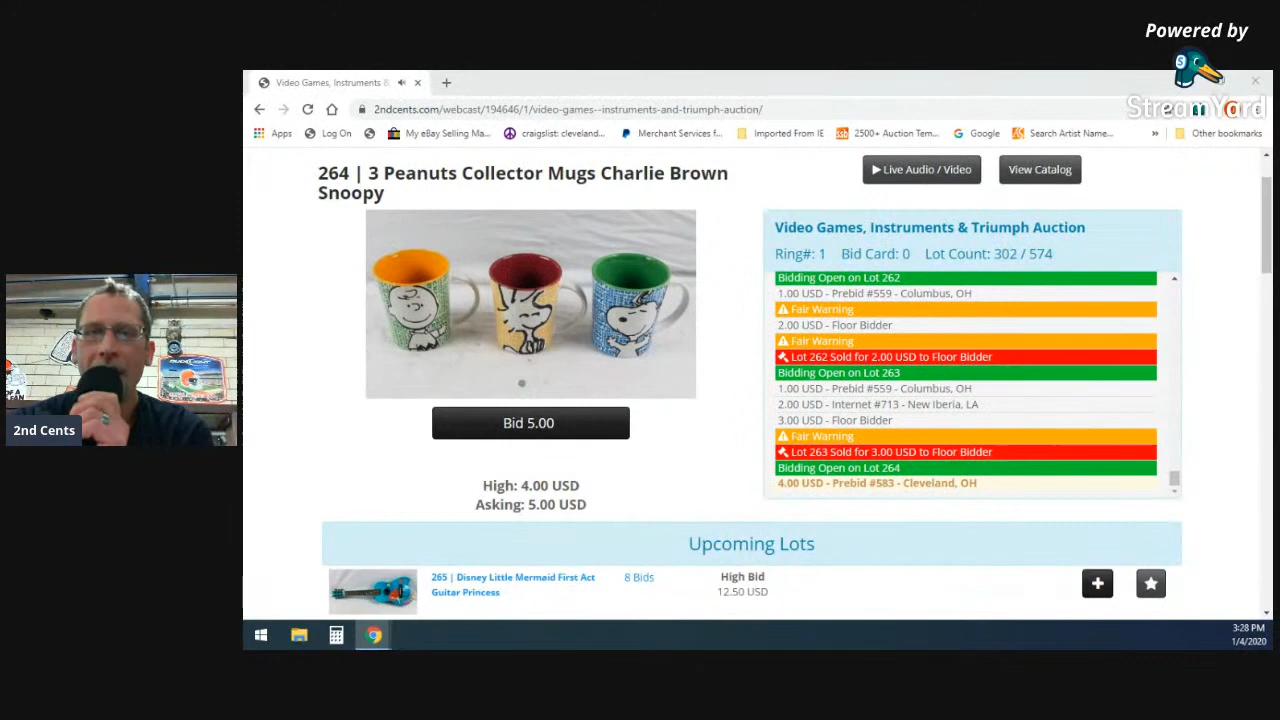 Powered by
StreamYard
Video Games, Instruments &
2ndcents.com/webcast/194646/1/video-games--instruments-and-triumph-auction/
Apps
Log On
My eBay Selling Ma...
craigslist: cleveland...
Merchant Services f...
Imported From IE
2500+ Auction Tem...
Google
Search Artist Name...
»
Other bookmarks
264 | 3 Peanuts Collector Mugs Charlie Brown
Snoopy
Live Audio / Video
View Catalog
Video Games, Instruments & Triumph Auction
Ring#: 1 Bid Card: 0 Lot Count: 302 / 574
Bidding Open on Lot 262
1.00 USD - Prebid #559 - Columbus, OH
Fair Warning
2.00 USD - Floor Bidder
Fair Warning
Lot 262 Sold for 2.00 USD to Floor Bidder
Bidding Open on Lot 263
1.00 USD - Prebid #559 - Columbus, OH
2.00 USD - Internet #713 - New Iberia, LA
3.00 USD - Floor Bidder
Fair Warning
Lot 263 Sold for 3.00 USD to Floor Bidder
Bidding Open on Lot 264
4.00 USD - Prebid #583 - Cleveland, OH
Bid 5.00
High: 4.00 USD
Asking: 5.00 USD
2nd Cents
Upcoming Lots
265 | Disney Little Mermaid First Act
Guitar Princess
8 Bids
High Bid
12.50 USD
3:28 PM
1/4/2020